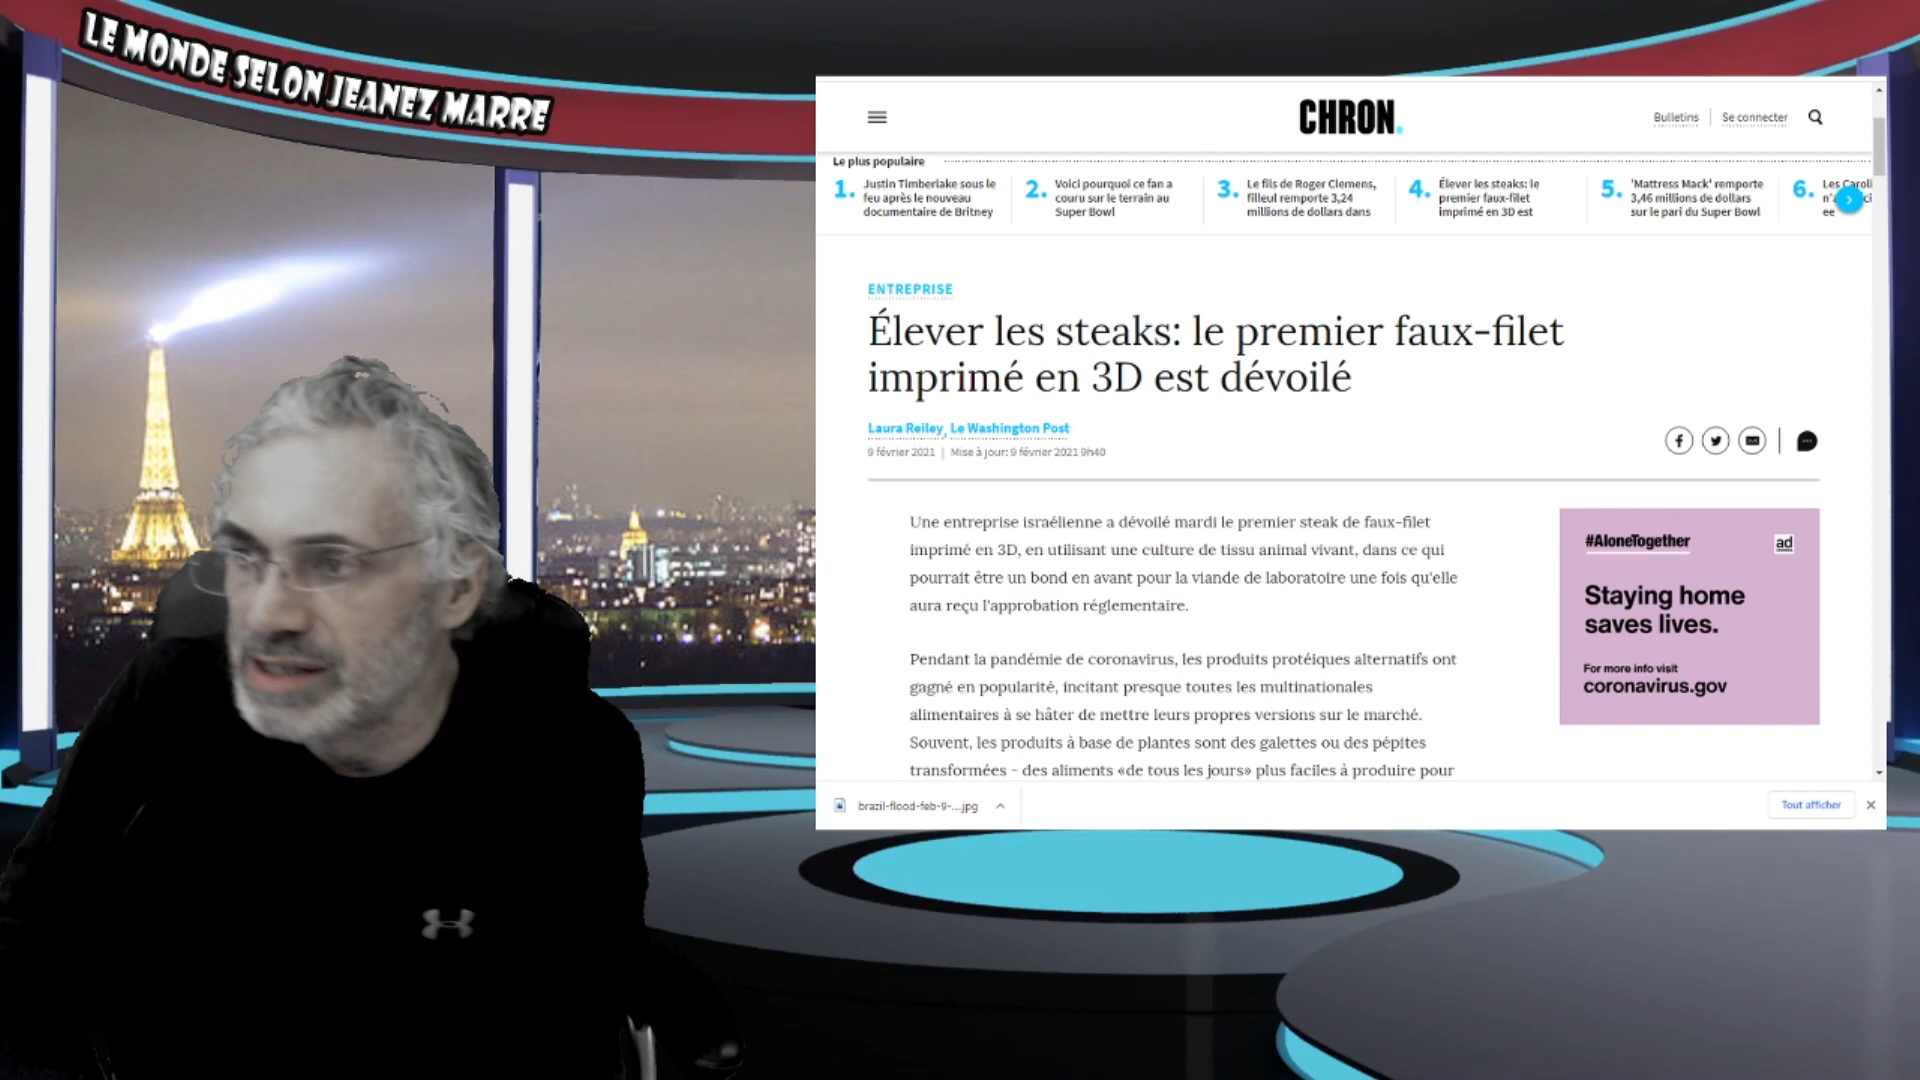 LE MONDE SELON JEANEZ MARRE
CHRON.
Bulletins
Se connecter
Le plus populaire
1. Justin Timberlake sous le
feu après le nouveau
documentaire de Britney
2. Voici pourquoi ce fan a
couru sur le terrain au
Super Bowl
3. Le fils de Roger Clemens,
filleul remporte 3,24
millions de dollars dans
4. Élever les steaks: le
premier faux-filet
imprimé en 3D est
5. 'Mattress Mack' remporte
3,46 millions de dollars
sur le pari du Super Bowl
6. Les
ENTREPRISE
Élever les steaks: le premier faux-filet
imprimé en 3D est dévoilé
Laura Reiley, Le Washington Post
9 février 2021 | Mise à jour: 9 février 2021 9h40
Une entreprise israélienne a dévoilé mardi le premier steak de faux-filet
imprimé en 3D, en utilisant une culture de tissu animal vivant, dans ce qui
pourrait être un bond en avant pour la viande de laboratoire une fois qu'elle
aura reçu l'approbation réglementaire.
Pendant la pandémie de coronavirus, les produits protéiques alternatifs ont
gagné en popularité, incitant presque toutes les multinationales
alimentaires à se hâter de mettre leurs propres versions sur le marché.
Souvent, les produits à base de plantes sont des galettes ou des pépites
transformées - des aliments «de tous les jours» plus faciles à produire pour
#AloneTogether
ad
Staying home
saves lives.
For more info visit
coronavirus.gov
brazil-flood-feb-9-....jpg
Tout afficher